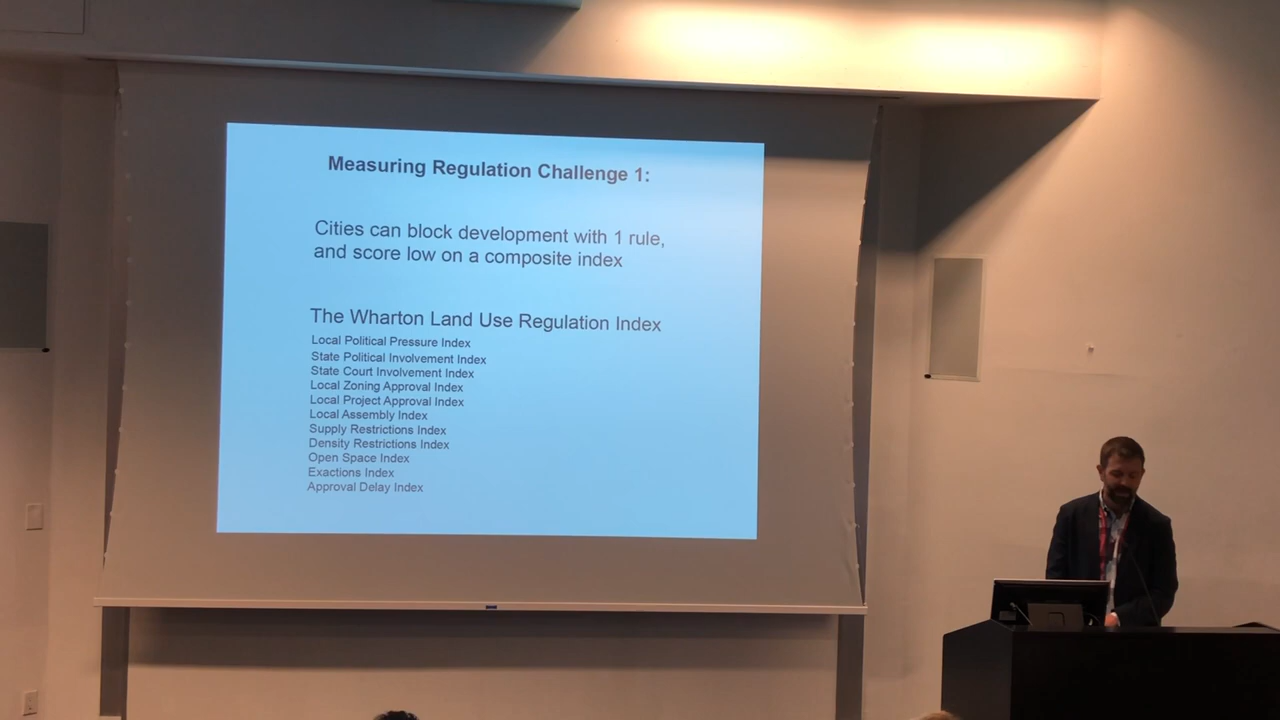 Measuring Regulation Challenge 1:
Cities can block development with 1 rule,
and score low on a composite index
The Wharton Land Use Regulation Index
Local Political Pressure Index
State Political Involvement Index
State Court Involvement Index
Local Zoning Approval Index
Local Project Approval Index
Local Assembly Index
Supply Restrictions Index
Density Restrictions Index
Open Space Index
Exactions Index
Approval Delay Index